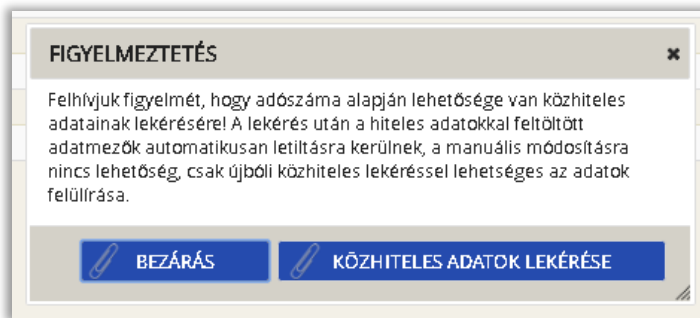 FIGYELMEZTETÉS
Felhívjuk figyelmét, hogy adószáma alapján lehetősége van közhiteles
adatainak lekérésére! A lekérés után a hiteles adatokkal feltöltött
adatmezők automatikusan letiltásra kerülnek, a manuális módosításra
nincs lehetőség, csak újbóli közhiteles lekéréssel lehetséges az adatok
felülírása.
BEZÁRÁS
KÖZHITELES ADATOK LEKÉRÉSE